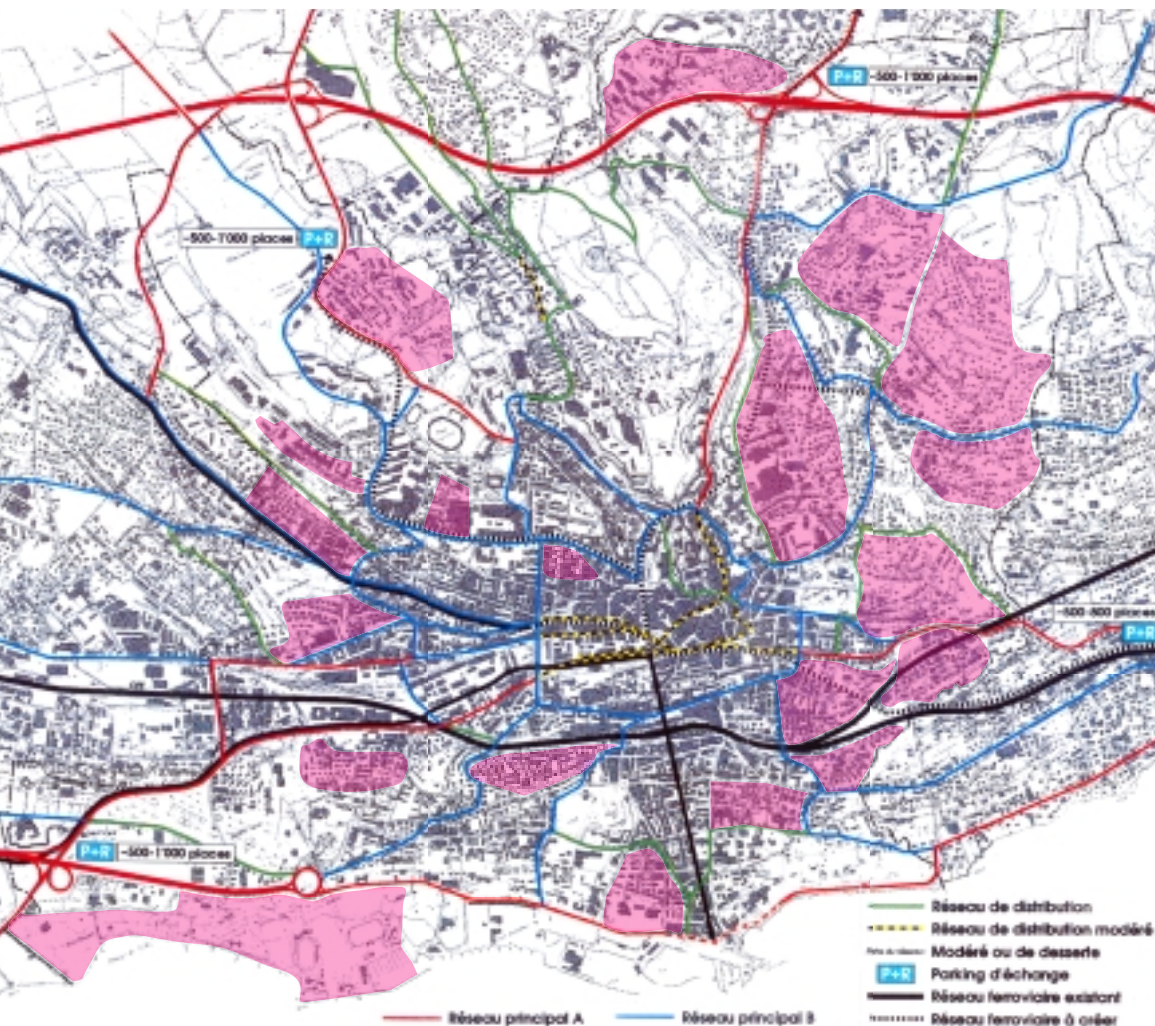 P+R ~500-1'000 places
~500-1'000 places P+R
~500-800 places
P+R
P+R ~500-1'000 places
Réseau de distribution
Réseau de distribution modéré
Modéré ou de desserte
P+R Parking d'échange
Réseau ferroviaire existant
Réseau ferroviaire à créer
Réseau principal A
Réseau principal B